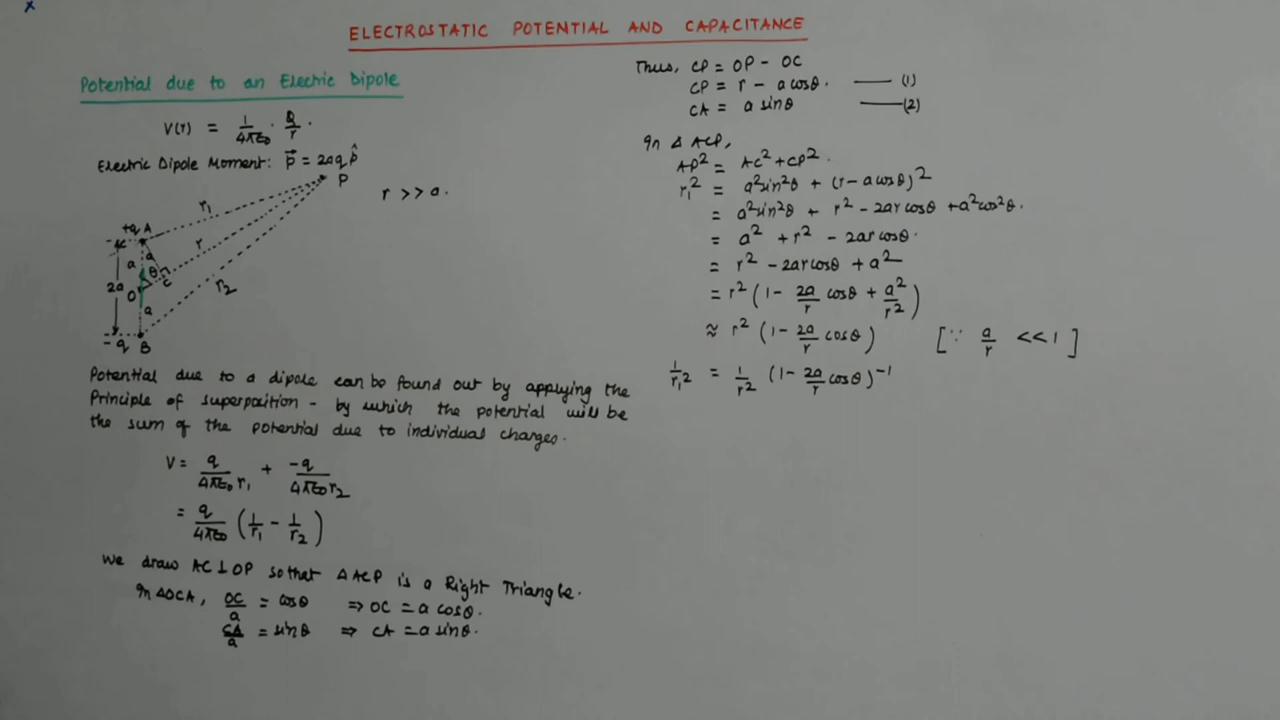 ELECTROSTATIC POTENTIAL AND CAPACITANCE
Potential due to an Electric Dipole
V(r) = 1/4πε0 · Q/r ·
Electric Dipole Moment: p⃗ = 2aq p̂
r >> a.
P
r1
r
r2
+q A
a
a
θ
2a
O
C
a
-q B
Potential due to a dipole can be found out by applying the
Principle of superposition - by which the potential will be
the sum of the potential due to individual charges.
V = q/4πε0 r1 + -q/4πε0 r2
= q/4πε0 (1/r1 - 1/r2)
We draw AC⊥OP so that ΔACP is a Right Triangle.
In ΔOCA, OC/a = cosθ ⇒ OC = a cosθ.
CA/a = sinθ ⇒ CA = a sinθ.
Thus, CP = OP - OC
CP = r - a cosθ. —— (1)
CA = a sinθ —— (2)
In Δ ACP,
AP² = AC² + CP².
r1² = a²sin²θ + (r - a cosθ)²
= a²sin²θ + r² - 2ar cosθ + a²cos²θ.
= a² + r² - 2ar cosθ.
= r² - 2ar cosθ + a²
= r² (1 - 2a/r cosθ + a²/r²)
≈ r² (1 - 2a/r cosθ) [∵ a/r << 1]
1/r1² = 1/r² (1 - 2a/r cosθ)⁻¹